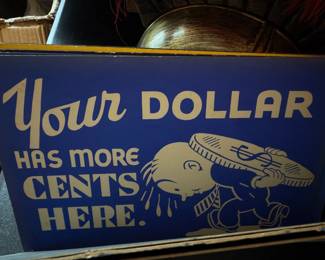 Your DOLLAR
HAS MORE
CENTS
HERE.
$